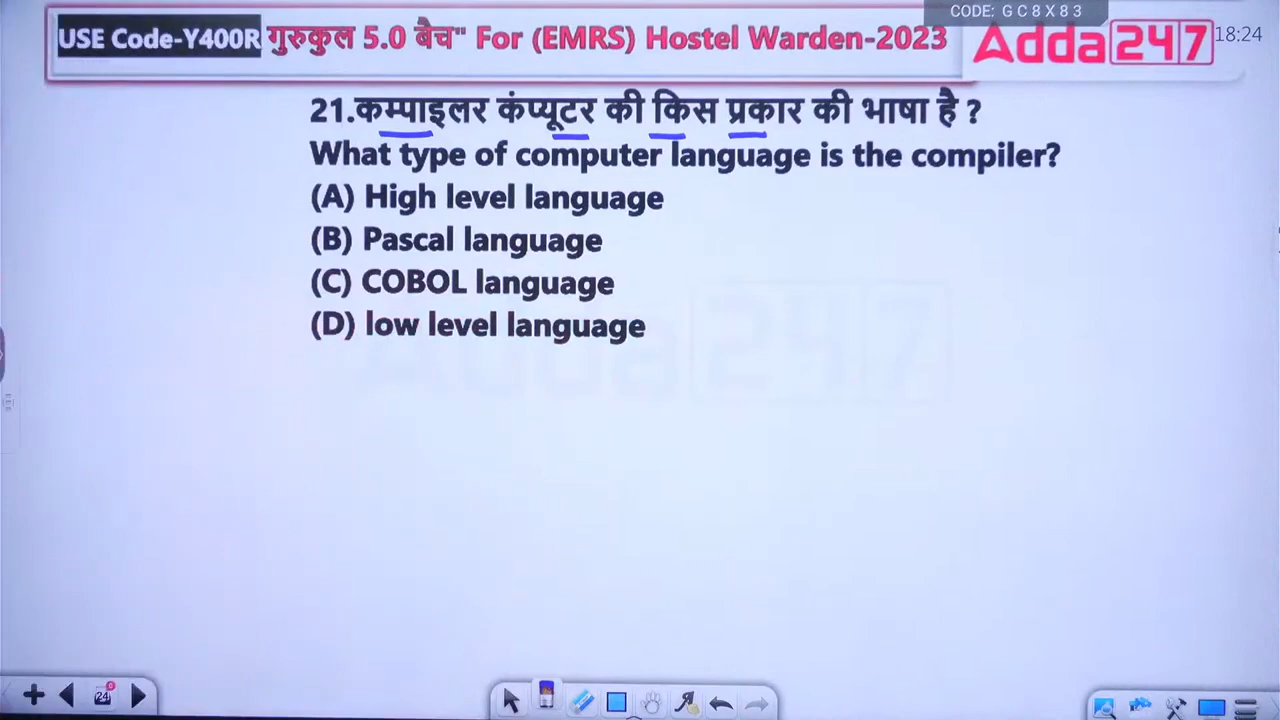 CODE: G C 8 X 8 3
USE Code-Y400R गुरुकुल 5.0 बैच" For (EMRS) Hostel Warden-2023
Adda247
18:24
21.कम्पाइलर कंप्यूटर की किस प्रकार की भाषा है ?
What type of computer language is the compiler?
(A) High level language
(B) Pascal language
(C) COBOL language
(D) low level language
Adda247
24